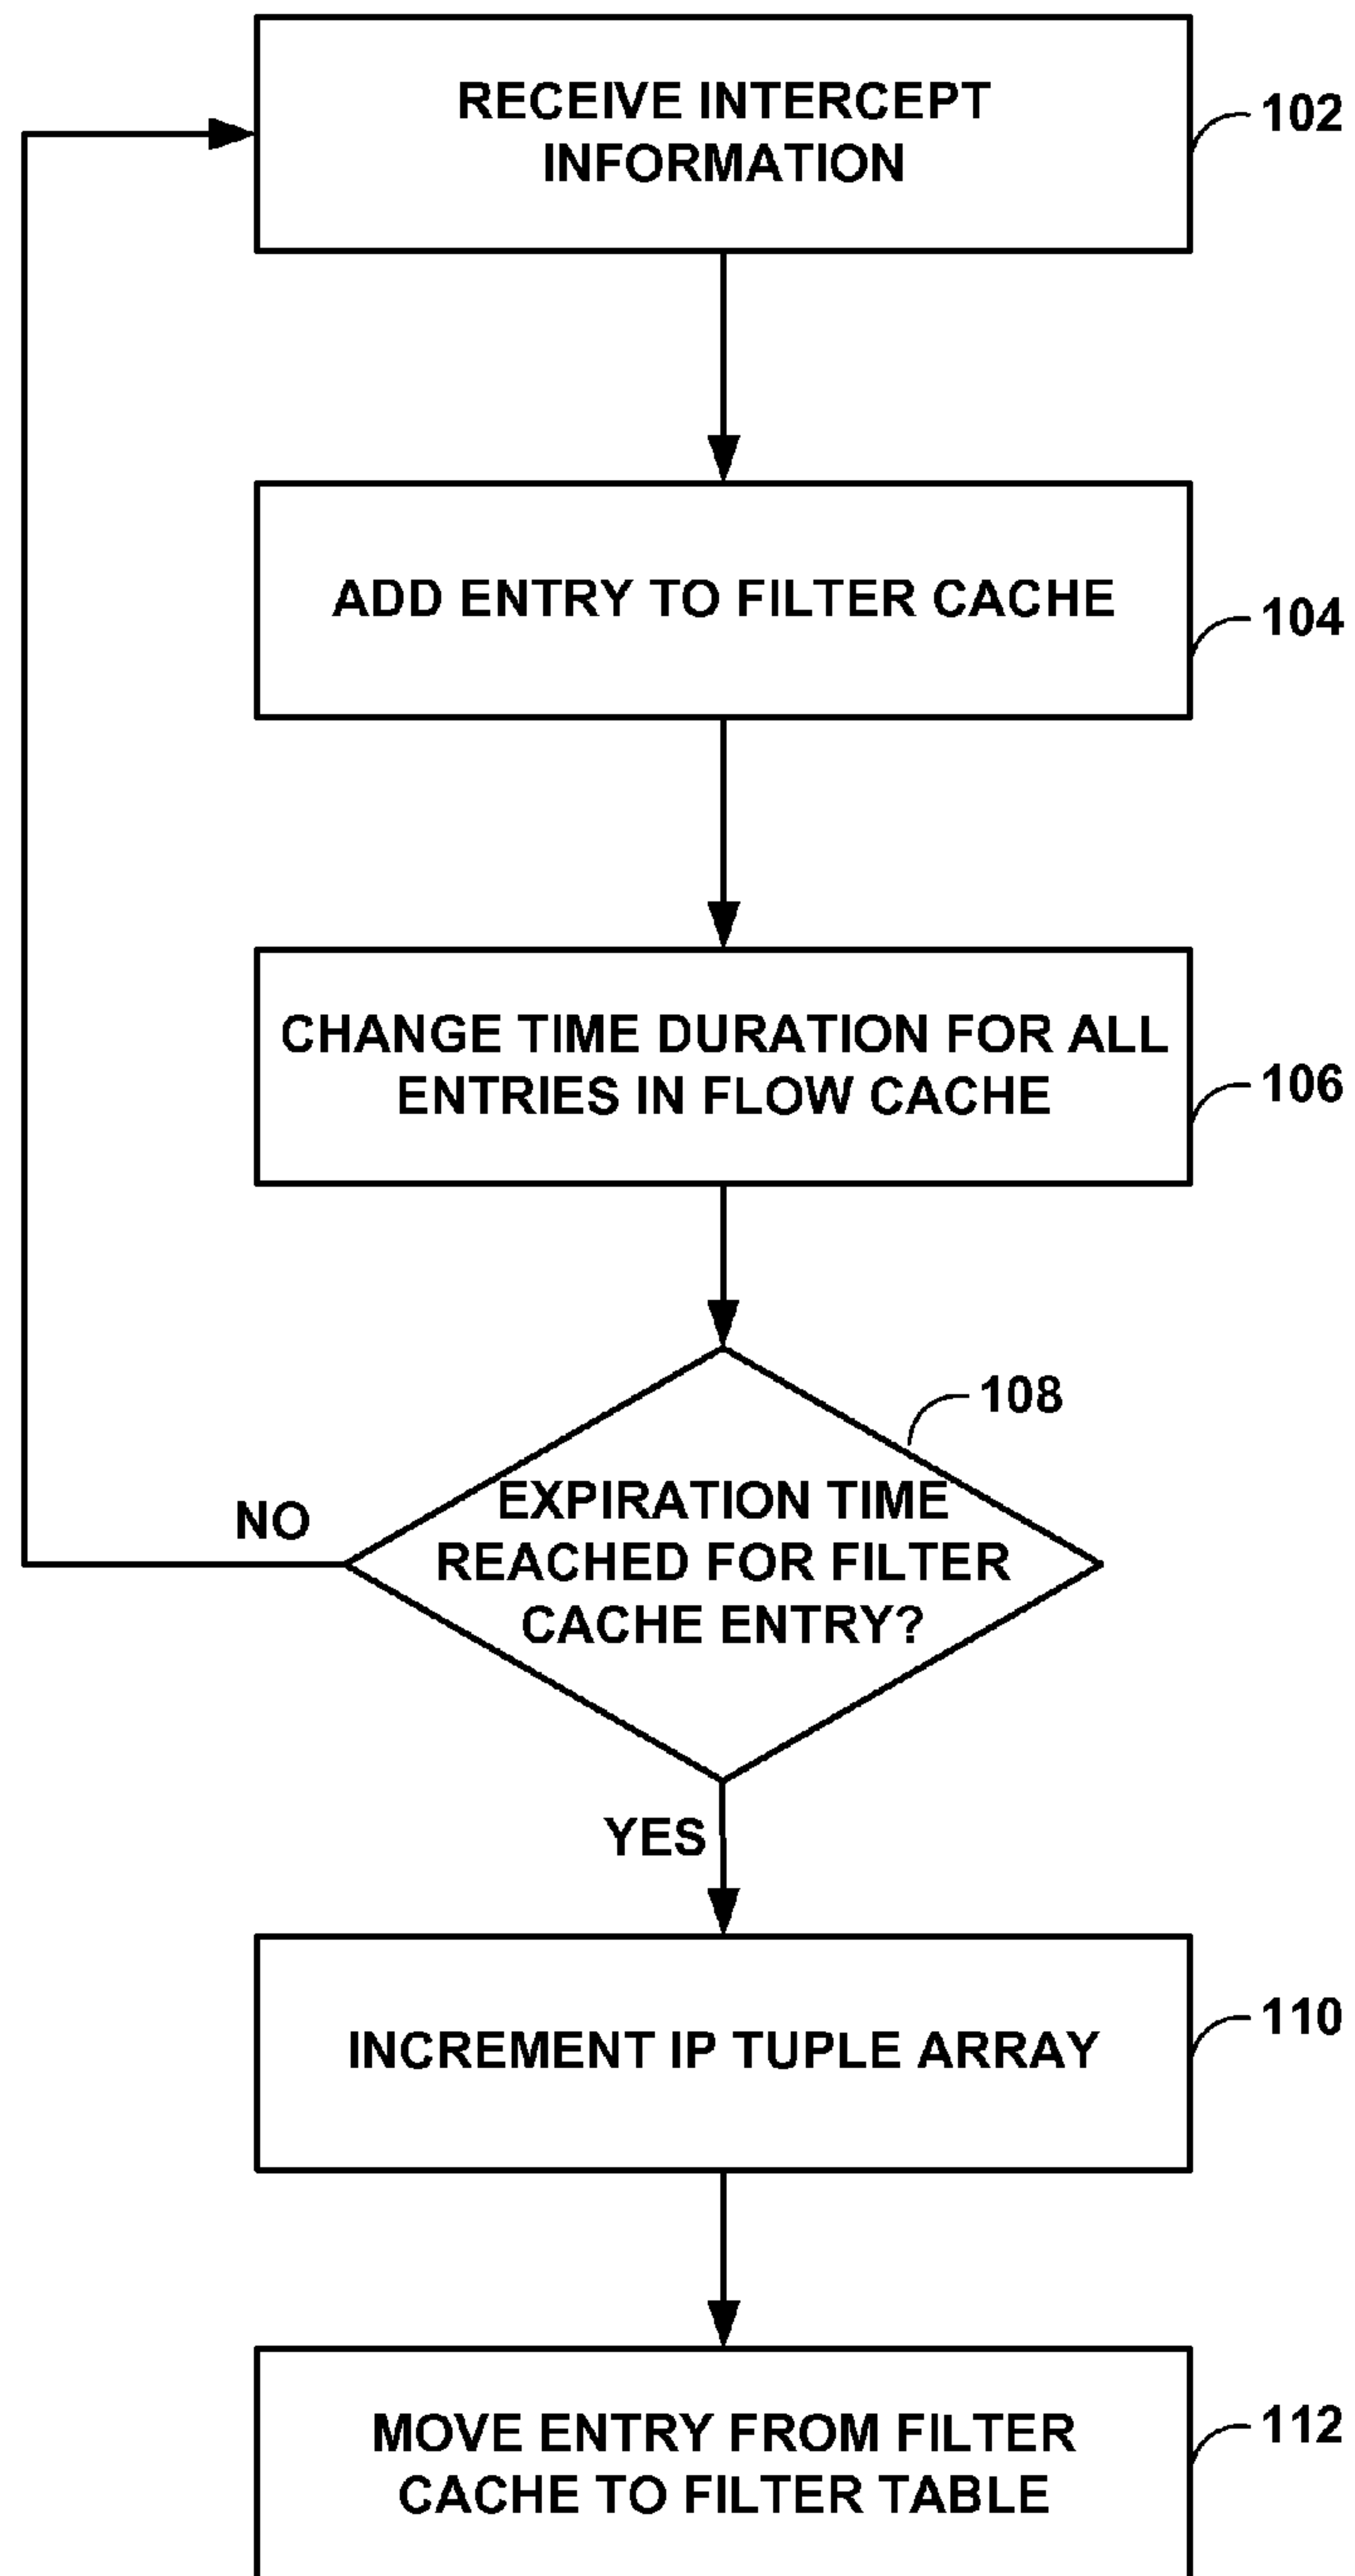 RECEIVE INTERCEPT
INFORMATION
102
ADD ENTRY TO FILTER CACHE
104
CHANGE TIME DURATION FOR ALL
ENTRIES IN FLOW CACHE
106
108
EXPIRATION TIME
REACHED FOR FILTER
CACHE ENTRY?
NO
YES
INCREMENT IP TUPLE ARRAY
110
MOVE ENTRY FROM FILTER
CACHE TO FILTER TABLE
112